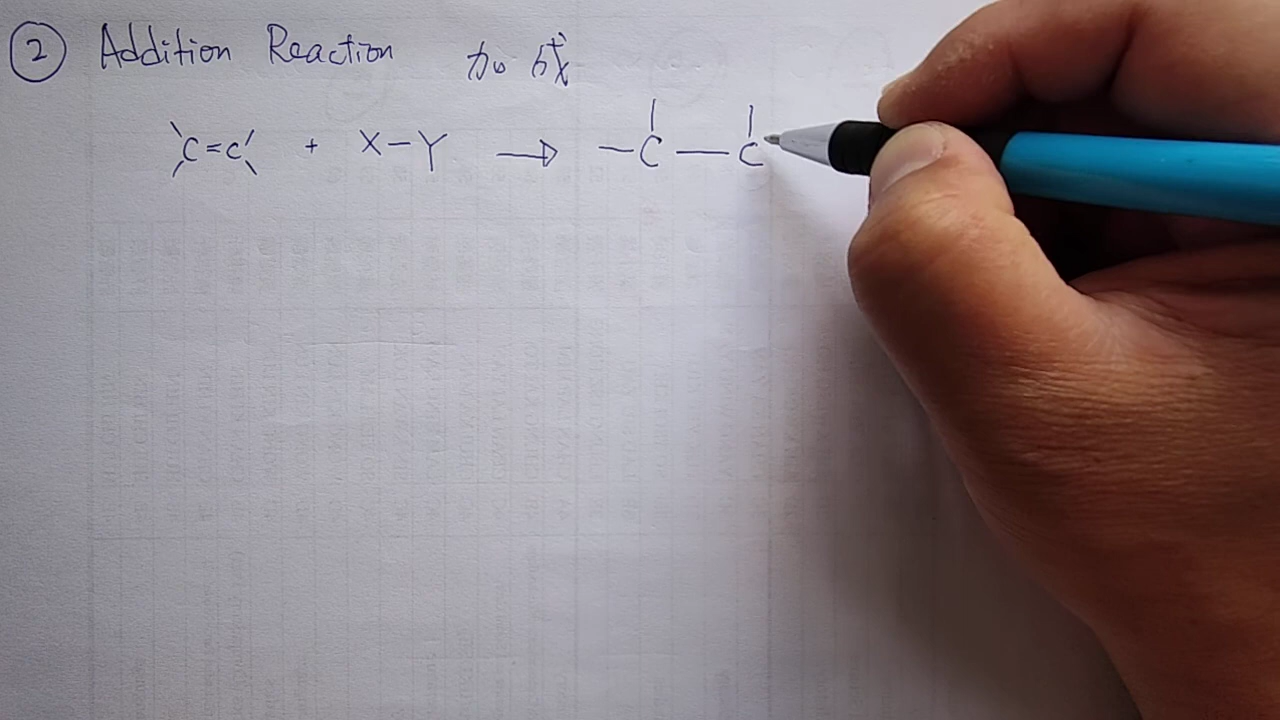 ② Addition Reaction 加成
C=C + X-Y → -C-C